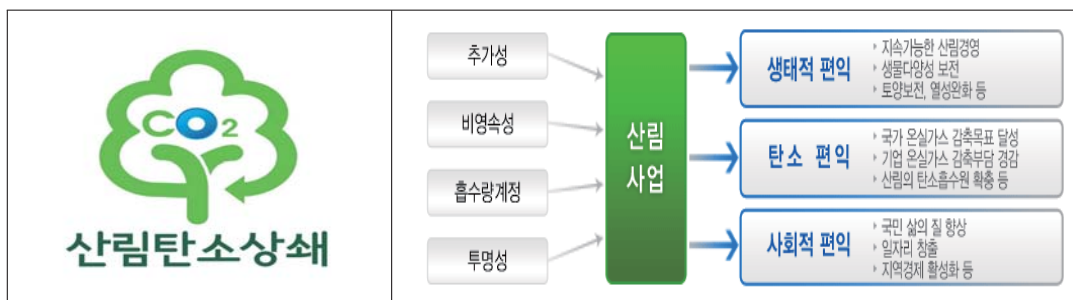 CO2
산림탄소상쇄
추가성
비영속성
흡수량계정
투명성
산림
사업
생태적 편익
▸ 지속가능한 산림경영
▸ 생물다양성 보전
▸ 토양보전, 열섬완화 등
탄소 편익
▸ 국가 온실가스 감축목표 달성
▸ 기업 온실가스 감축부담 경감
▸ 산림의 탄소흡수원 확충 등
사회적 편익
▸ 국민 삶의 질 향상
▸ 일자리 창출
▸ 지역경제 활성화 등